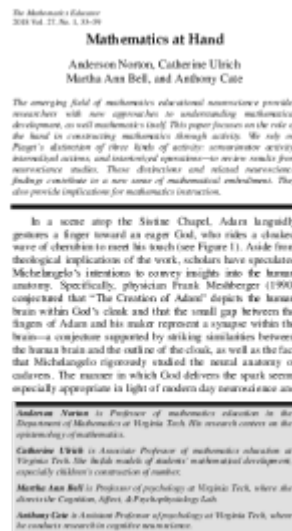 The Mathematics Educator
2018 Vol. 27, No. 1, 33–59
Mathematics at Hand
Anderson Norton, Catherine Ulrich
Martha Ann Bell, and Anthony Cate
The emerging field of mathematics educational neuroscience provides
researchers with new approaches to understanding mathematical
development, as well mathematics itself. This paper focuses on the role of
the hand in constructing mathematics through activity. We rely on
Piaget's distinction of three kinds of activity: sensorimotor activity,
internalized actions, and interiorized operations—to review results from
neuroscience studies. These distinctions and related neuroscience
findings contribute to a new sense of mathematical embodiment. They
also provide implications for mathematics instruction.
In a scene atop the Sistine Chapel, Adam languidly
gestures a finger toward an eager God, who rides a cloaked
wave of cherubim to meet his touch (see Figure 1). Aside from
theological implications of the work, scholars have speculated
Michelangelo's intentions to convey insights into the human
anatomy. Specifically, physician Frank Meshberger (1990)
conjectured that “The Creation of Adam” depicts the human
brain within God's cloak and that the small gap between the
fingers of Adam and his maker represent a synapse within the
brain—a conjecture supported by striking similarities between
the human brain and the outline of the cloak, as well as the fact
that Michelangelo rigorously studied the neural anatomy of
cadavers. The manner in which God delivers the spark seems
especially appropriate in light of modern day neuroscience and
Anderson Norton is Professor of mathematics education in the
Department of Mathematics at Virginia Tech. His research centers on the
epistemology of mathematics.
Catherine Ulrich is Associate Professor of mathematics education at
Virginia Tech. She builds models of students' mathematical development,
especially children's construction of number.
Martha Ann Bell is Professor of psychology at Virginia Tech, where she
directs the Cognition, Affect, & Psychophysiology Lab.
Anthony Cate is Assistant Professor of psychology at Virginia Tech, where
he conducts research in cognitive neuroscience.